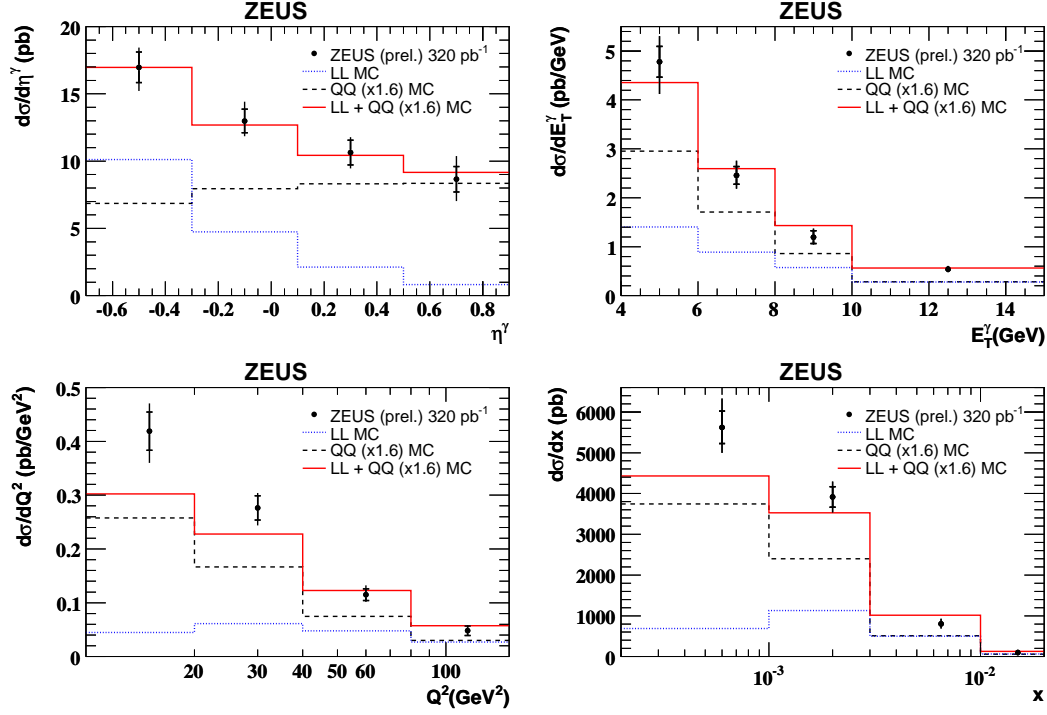 ZEUS
dσ/dη^γ (pb)
20
15
10
5
0
ZEUS (prel.) 320 pb⁻¹
LL MC
QQ (x1.6) MC
LL + QQ (x1.6) MC
-0.6 -0.4 -0.2 -0 0.2 0.4 0.6 0.8
η^γ
ZEUS
dσ/dE_T^γ (pb/GeV)
5
4
3
2
1
0
ZEUS (prel.) 320 pb⁻¹
LL MC
QQ (x1.6) MC
LL + QQ (x1.6) MC
4 6 8 10 12 14
E_T^γ(GeV)
ZEUS
dσ/dQ² (pb/GeV²)
0.5
0.4
0.3
0.2
0.1
0
ZEUS (prel.) 320 pb⁻¹
LL MC
QQ (x1.6) MC
LL + QQ (x1.6) MC
20 30 40 50 60 100
Q²(GeV²)
ZEUS
dσ/dx (pb)
6000
5000
4000
3000
2000
1000
0
ZEUS (prel.) 320 pb⁻¹
LL MC
QQ (x1.6) MC
LL + QQ (x1.6) MC
10⁻³ 10⁻²
x